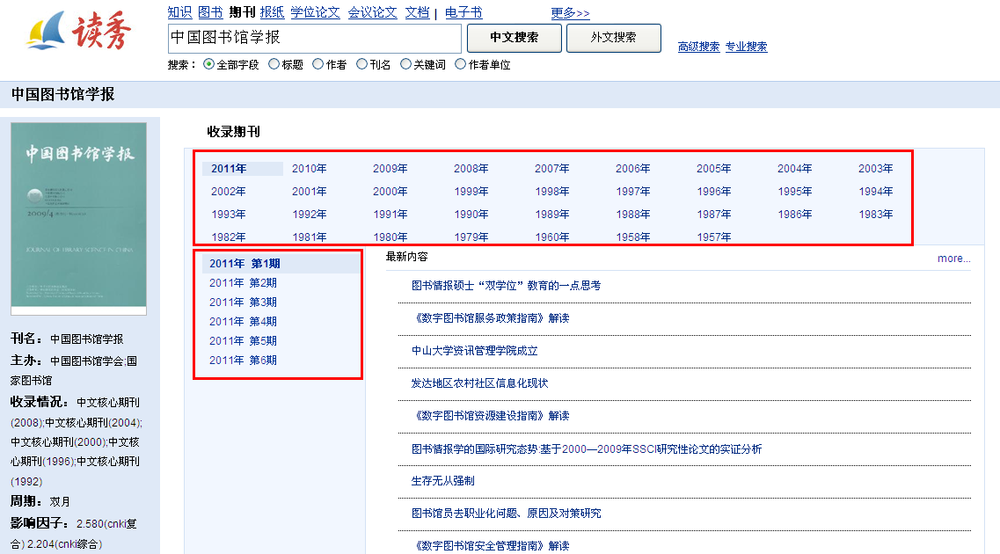 读秀
知识 图书 期刊 报纸 学位论文 会议论文 文档 | 电子书 更多>>
中国图书馆学报 中文搜索 外文搜索 高级搜索 专业搜索
搜索: 全部字段 标题 作者 刊名 关键词 作者单位
中国图书馆学报
中国图书馆学报
2009/4
JOURNAL OF LIBRARY SCIENCE IN CHINA
刊名: 中国图书馆学报
主办: 中国图书馆学会;国
家图书馆
收录情况: 中文核心期刊
(2008);中文核心期刊(2004);
中文核心期刊(2000);中文核
心期刊(1996);中文核心期刊
(1992)
周期: 双月
影响因子: 2.580(cnki复
合) 2.204(cnki综合)
收录期刊
2011年 2010年 2009年 2008年 2007年 2006年 2005年 2004年 2003年
2002年 2001年 2000年 1999年 1998年 1997年 1996年 1995年 1994年
1993年 1992年 1991年 1990年 1989年 1988年 1987年 1986年 1983年
1982年 1981年 1980年 1979年 1960年 1958年 1957年
2011年 第1期
2011年 第2期
2011年 第3期
2011年 第4期
2011年 第5期
2011年 第6期
最新内容 more...
图书情报硕士“双学位”教育的一点思考
《数字图书馆服务政策指南》解读
中山大学资讯管理学院成立
发达地区农村社区信息化现状
《数字图书馆资源建设指南》解读
图书情报学的国际研究态势:基于2000—2009年SSCI研究性论文的实证分析
生存无从强制
图书馆员去职业化问题、原因及对策研究
《数字图书馆安全管理指南》解读